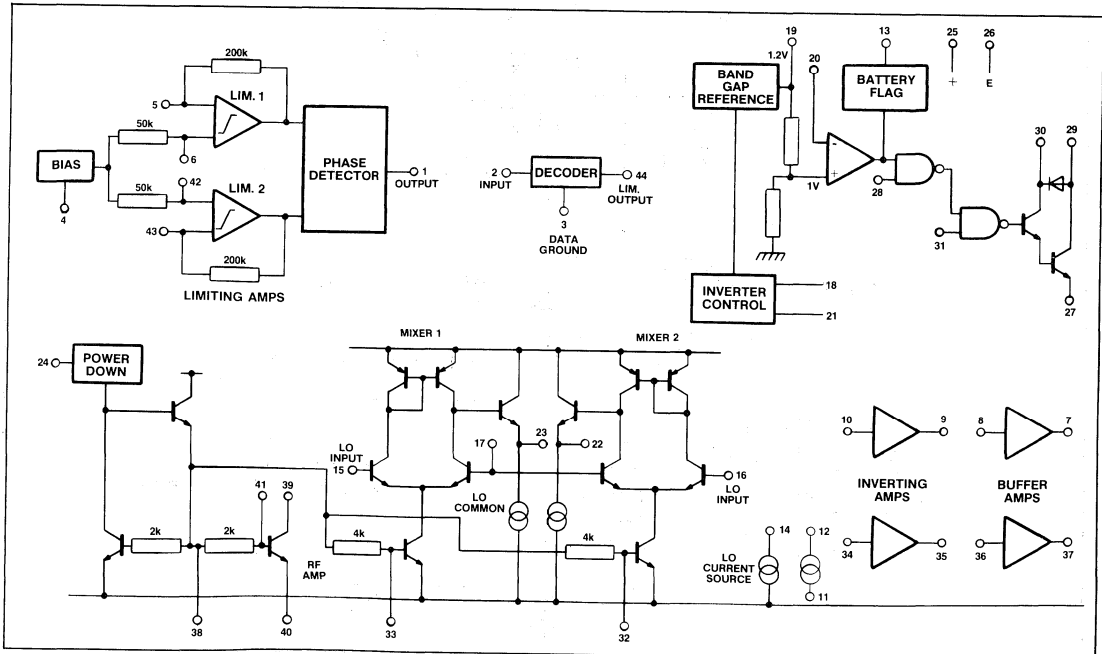 200k
5
LIM. 1
50k
6
BIAS
4
42
50k
LIM. 2
43
200k
LIMITING AMPS
PHASE
DETECTOR
1
OUTPUT
2
INPUT
DECODER
44
LIM.
OUTPUT
3
DATA
GROUND
19
1.2V
BAND
GAP
REFERENCE
20
13
BATTERY
FLAG
25
+
26
E
-
+
1V
28
31
30
29
27
INVERTER
CONTROL
18
21
24
POWER
DOWN
2k
2k
41
39
RF
AMP
38
40
MIXER 1
MIXER 2
LO
INPUT
15
17
23
22
LO
COMMON
16
LO
INPUT
4k
4k
33
32
14
12
11
LO
CURRENT
SOURCE
10
9
8
7
INVERTING
AMPS
BUFFER
AMPS
34
35
36
37